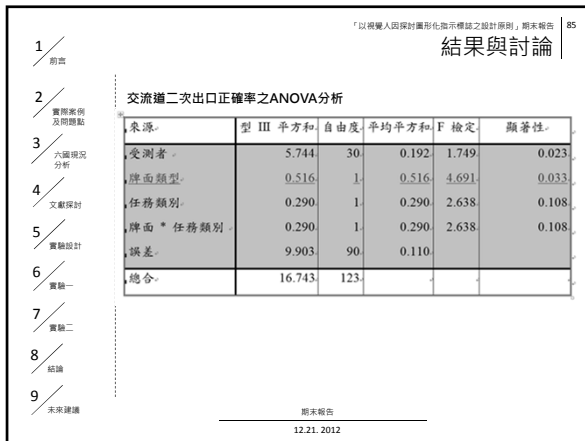 「以視覺人因探討圖形化指示標誌之設計原則」期末報告
85
結果與討論
1
前言
2
實際案例
及問題點
3
六國現況
分析
4
文獻探討
5
實驗設計
6
實驗一
7
實驗二
8
結論
9
未來建議
交流道二次出口正確率之ANOVA分析
來源 型 III 平方和 自由度 平均平方和 F 檢定 顯著性
受測者 5.744 30 0.192 1.749 0.023
牌面類型 0.516 1 0.516 4.691 0.033
任務類別 0.290 1 0.290 2.638 0.108
牌面 * 任務類別 0.290 1 0.290 2.638 0.108
誤差 9.903 90 0.110
總合 16.743 123
期末報告
12.21. 2012